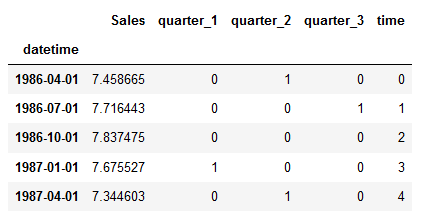 Sales quarter_1 quarter_2 quarter_3 time
datetime
1986-04-01 7.458665 0 1 0 0
1986-07-01 7.716443 0 0 1 1
1986-10-01 7.837475 0 0 0 2
1987-01-01 7.675527 1 0 0 3
1987-04-01 7.344603 0 1 0 4